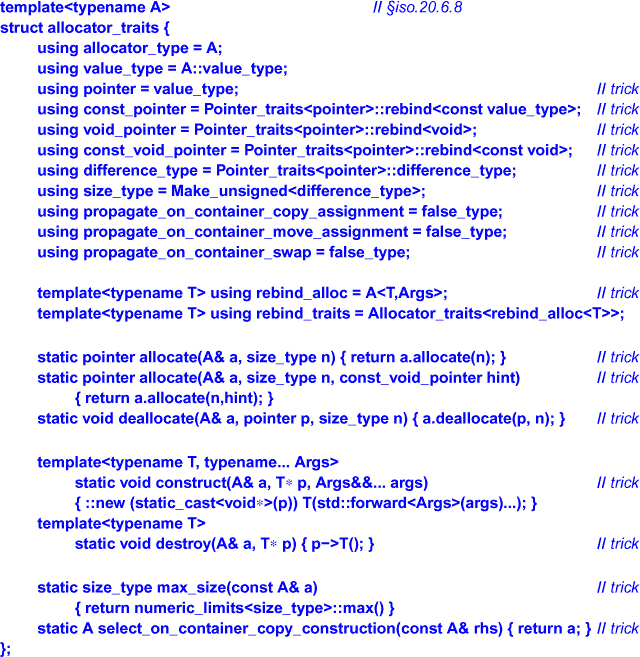 template<typename A> // §iso.20.6.8
struct allocator_traits {
using allocator_type = A;
using value_type = A::value_type;
using pointer = value_type; // trick
using const_pointer = Pointer_traits<pointer>::rebind<const value_type>; // trick
using void_pointer = Pointer_traits<pointer>::rebind<void>; // trick
using const_void_pointer = Pointer_traits<pointer>::rebind<const void>; // trick
using difference_type = Pointer_traits<pointer>::difference_type; // trick
using size_type = Make_unsigned<difference_type>; // trick
using propagate_on_container_copy_assignment = false_type; // trick
using propagate_on_container_move_assignment = false_type; // trick
using propagate_on_container_swap = false_type; // trick
template<typename T> using rebind_alloc = A<T,Args>; // trick
template<typename T> using rebind_traits = Allocator_traits<rebind_alloc<T>>;
static pointer allocate(A& a, size_type n) { return a.allocate(n); } // trick
static pointer allocate(A& a, size_type n, const_void_pointer hint) // trick
{ return a.allocate(n,hint); }
static void deallocate(A& a, pointer p, size_type n) { a.deallocate(p, n); } // trick
template<typename T, typename... Args>
static void construct(A& a, T∗ p, Args&&... args) // trick
{ ::new (static_cast<void∗>(p)) T(std::forward<Args>(args)...); }
template<typename T>
static void destroy(A& a, T∗ p) { p−>T(); } // trick
static size_type max_size(const A& a) // trick
{ return numeric_limits<size_type>::max() }
static A select_on_container_copy_construction(const A& rhs) { return a; } // trick
};